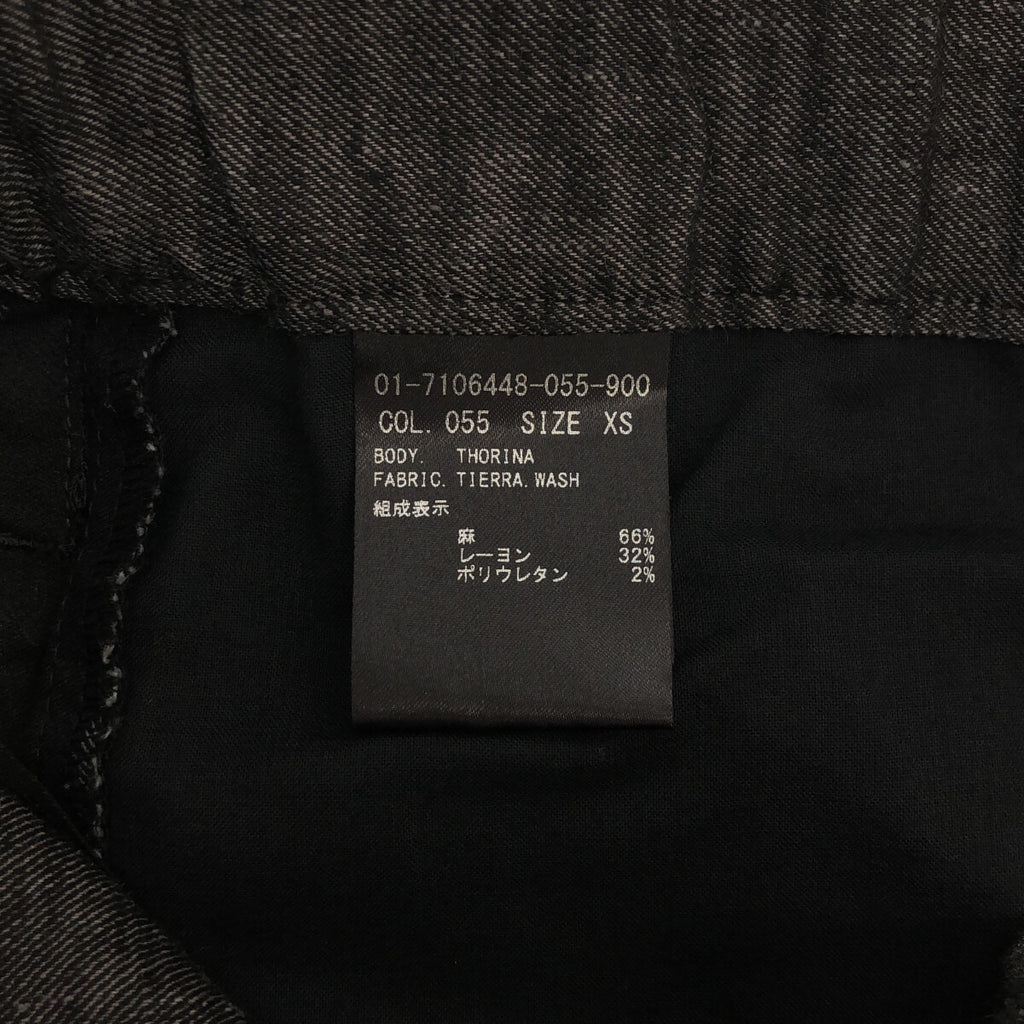 01-7106448-055-900
COL. 055 SIZE XS
BODY. THORINA
FABRIC. TIERRA. WASH
組成表示
麻 66%
レーヨン 32%
ポリウレタン 2%